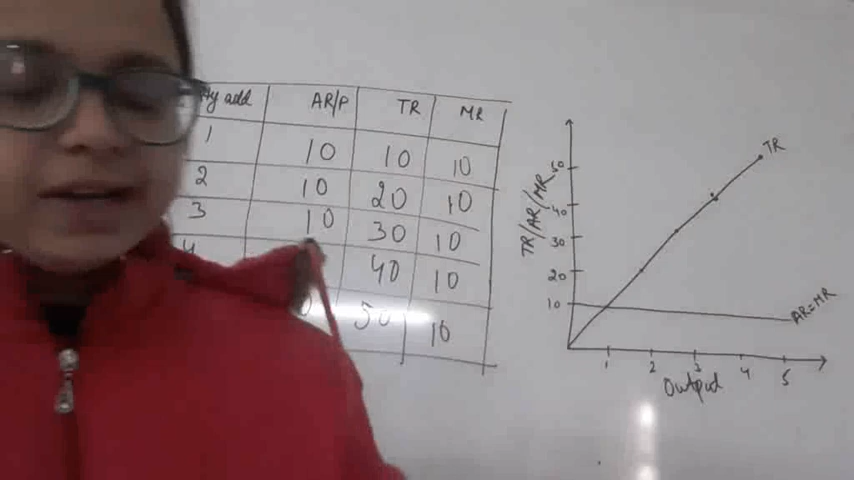 AR/P TR MR
1 10 10 10
2 10 20 10
3 10 30 10
4 40 10
50 10
TR/AR/MR
50
40
30
20
10
TR
AR=MR
1 2 3 4 5
Output